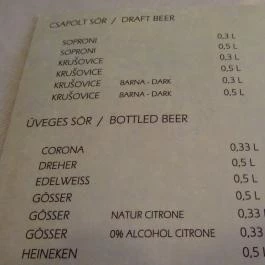 CSAPOLT SÖR / DRAFT BEER
SOPRONI 0,3 L
SOPRONI 0,5 L
KRUŠOVICE 0,3 L
KRUŠOVICE 0,5 L
KRUŠOVICE BARNA - DARK 0,3 L
KRUŠOVICE BARNA - DARK 0,5 L
ÜVEGES SÖR / BOTTLED BEER
CORONA 0,33 L
DREHER 0,5 L
EDELWEISS 0,5 L
GÖSSER 0,5 L
GÖSSER NATUR CITRONE 0,33
GÖSSER 0% ALCOHOL CITRONE 0,33
HEINEKEN 0,5